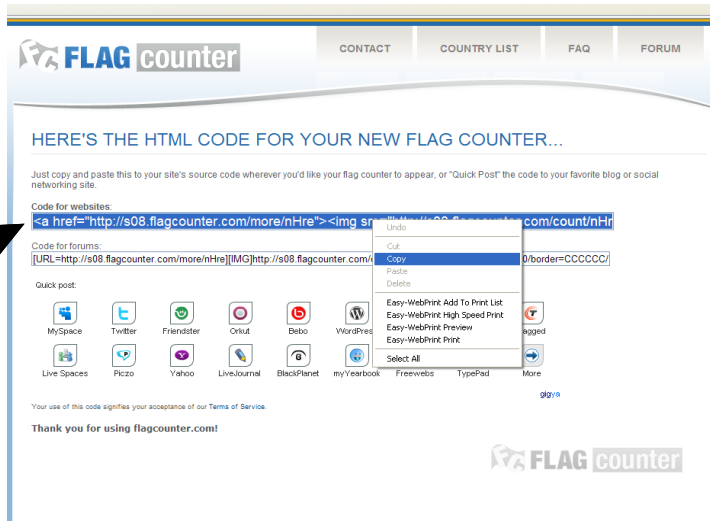 FLAG counter
CONTACT COUNTRY LIST FAQ FORUM
HERE'S THE HTML CODE FOR YOUR NEW FLAG COUNTER...
Just copy and paste this to your site's source code wherever you'd like your flag counter to appear, or "Quick Post" the code to your favorite blog or social
networking site.
Code for websites:
<a href="http://s08.flagcounter.com/more/nHre"><img com/count/nHr
Undo
Cut
Copy
Paste
Delete
Easy-WebPrint Add To Print List
Easy-WebPrint High Speed Print
Easy-WebPrint Preview
Easy-WebPrint Print
Select All
Code for forums:
[URL=http://s08.flagcounter.com/more/nHre][IMG]http://s08.flagcounter.com/ 0/border=CCCCCC/
Quick post:
MySpace Twitter Friendster Orkut Bebo WordPres agged
Live Spaces Piczo Yahoo LiveJournal BlackPlanet myYearbook Freewebs TypePad More
gigya
Your use of this code signifies your acceptance of our Terms of Service.
Thank you for using flagcounter.com!
FLAG counter